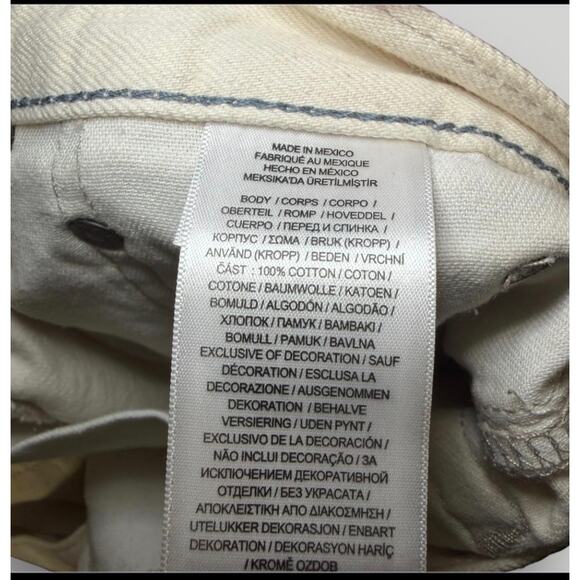 MADE IN MEXICO
FABRIQUÉ AU MEXIQUE
HECHO EN MÉXICO
MEKSIKA'DA ÜRETİLMİŞTİR
BODY / CORPS / CORPO /
OBERTEIL / ROMP / HOVEDDEL /
CUERPO / ПЕРЕД И СПИНКА /
КОРПУС / ΣΩΜΑ / BRUK (KROPP) /
ANVÄND (KROPP) / BEDEN / VRCHNÍ
ČÁST : 100% COTTON / COTON /
COTONE / BAUMWOLLE / KATOEN /
BOMULD / ALGODÓN / ALGODÃO /
ХЛОПОК / ПАМУК / ΒΑΜΒΑΚΙ /
BOMULL / PAMUK / BAVLNA
EXCLUSIVE OF DECORATION / SAUF
DÉCORATION / ESCLUSA LA
DECORAZIONE / AUSGENOMMEN
DEKORATION / BEHALVE
VERSIERING / UDEN PYNT /
EXCLUSIVO DE LA DECORACIÓN /
NÃO INCLUI DECORAÇÃO / ЗА
ИСКЛЮЧЕНИЕМ ДЕКОРАТИВНОЙ
ОТДЕЛКИ / БЕЗ УКРАСАТА /
ΑΠΟΚΛΕΙΣΤΙΚΗ ΑΠΟ ΔΙΑΚΟΣΜΗΣΗ /
UTELUKKER DEKORASJON / ENBART
DEKORATION / DEKORASYON HARİÇ
/ KROMĚ OZDOB